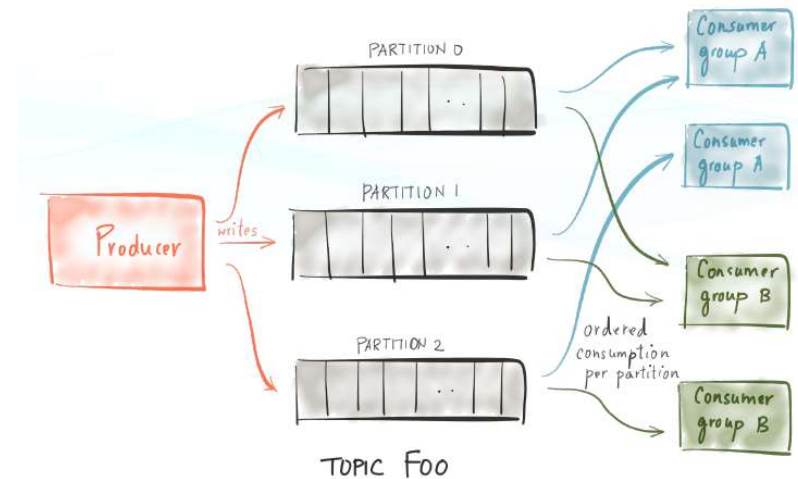 PARTITION 0
Consumer
group A
Consumer
group A
PARTITION 1
Producer
writes
Consumer
group B
PARTITION 2
ordered
consumption
per partition
Consumer
group B
TOPIC FOO